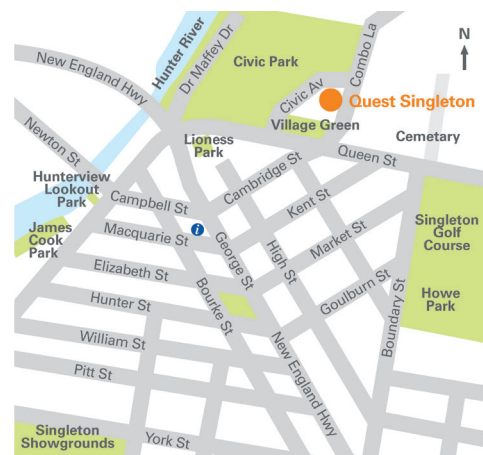 N
New England Hwy
Hunter River
Dr Maffey Dr
Civic Park
Combo La
Civic Av
Quest Singleton
Village Green
Cemetary
Newton St
Lioness
Park
Queen St
Hunterview
Lookout
Park
Campbell St
Cambridge St
Kent St
James
Cook
Park
Macquarie St
i
George St
High St
Market St
Singleton
Golf
Course
Elizabeth St
Bourke St
Goulburn St
Howe
Park
Hunter St
Boundary St
William St
New England Hwy
Pitt St
Singleton
Showgrounds
York St